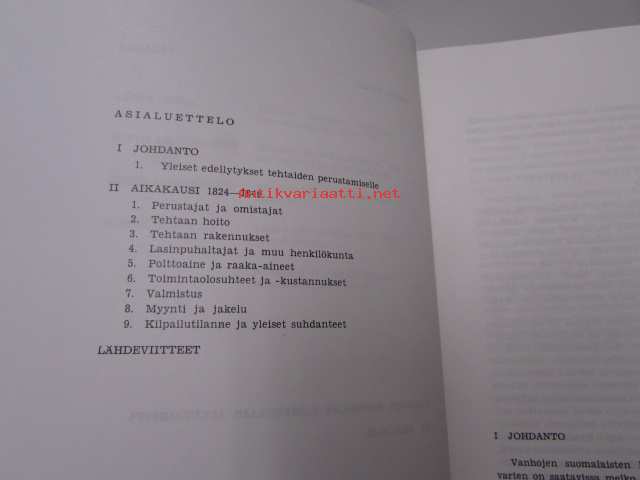 ASIALUETTELO
I JOHDANTO
1. Yleiset edellytykset tehtaiden perustamiselle
II AIKAKAUSI 1824—
antikvariaatti.net
1. Perustajat ja omistajat
2. Tehtaan hoito
3. Tehtaan rakennukset
4. Lasinpuhaltajat ja muu henkilökunta
5. Polttoaine ja raaka-aineet
6. Toimintaolosuhteet ja -kustannukset
7. Valmistus
8. Myynti ja jakelu
9. Kilpailutilanne ja yleiset suhdanteet
LÄHDEVIITTEET
I JOHDANTO
Vanhojen suomalaisten
varien on saatavissa melko